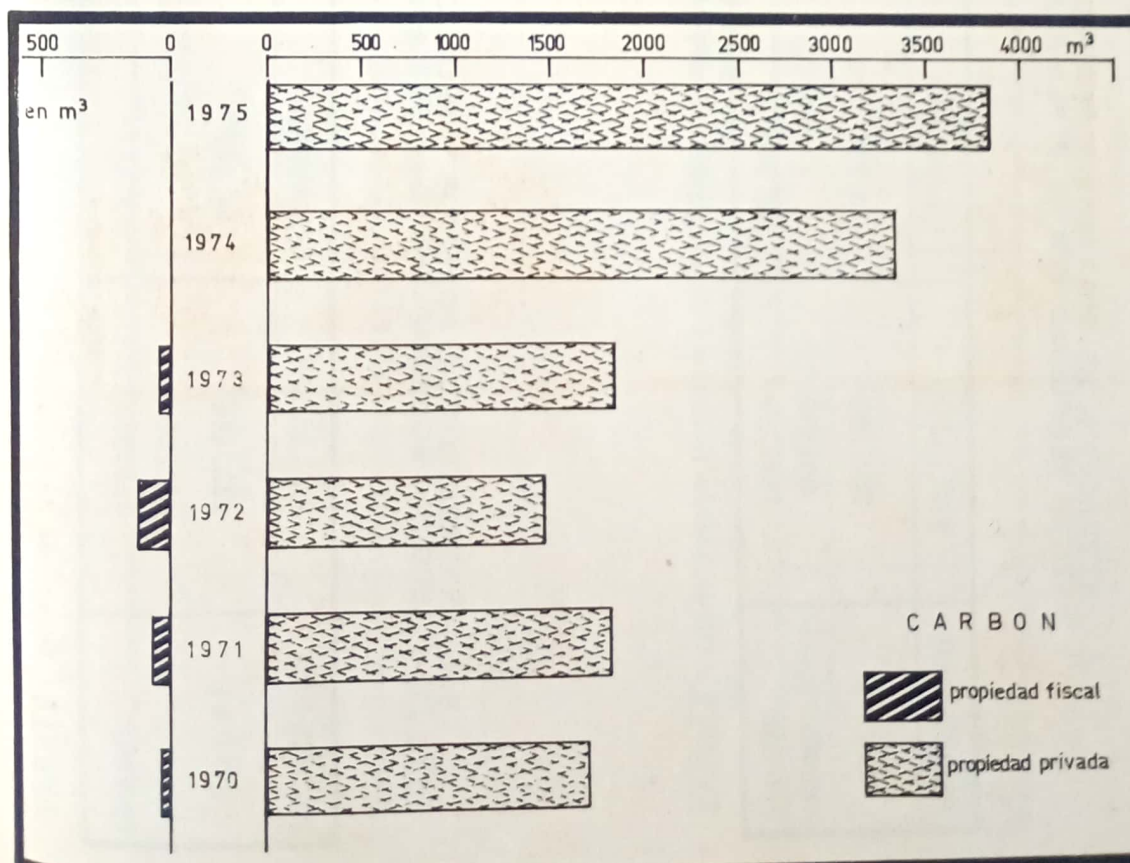 500 0 0 500 1000 1500 2000 2500 3000 3500 4000 m³
en m³
1975
1974
1973
1972
1971
1970
CARBON
propiedad fiscal
propiedad privada